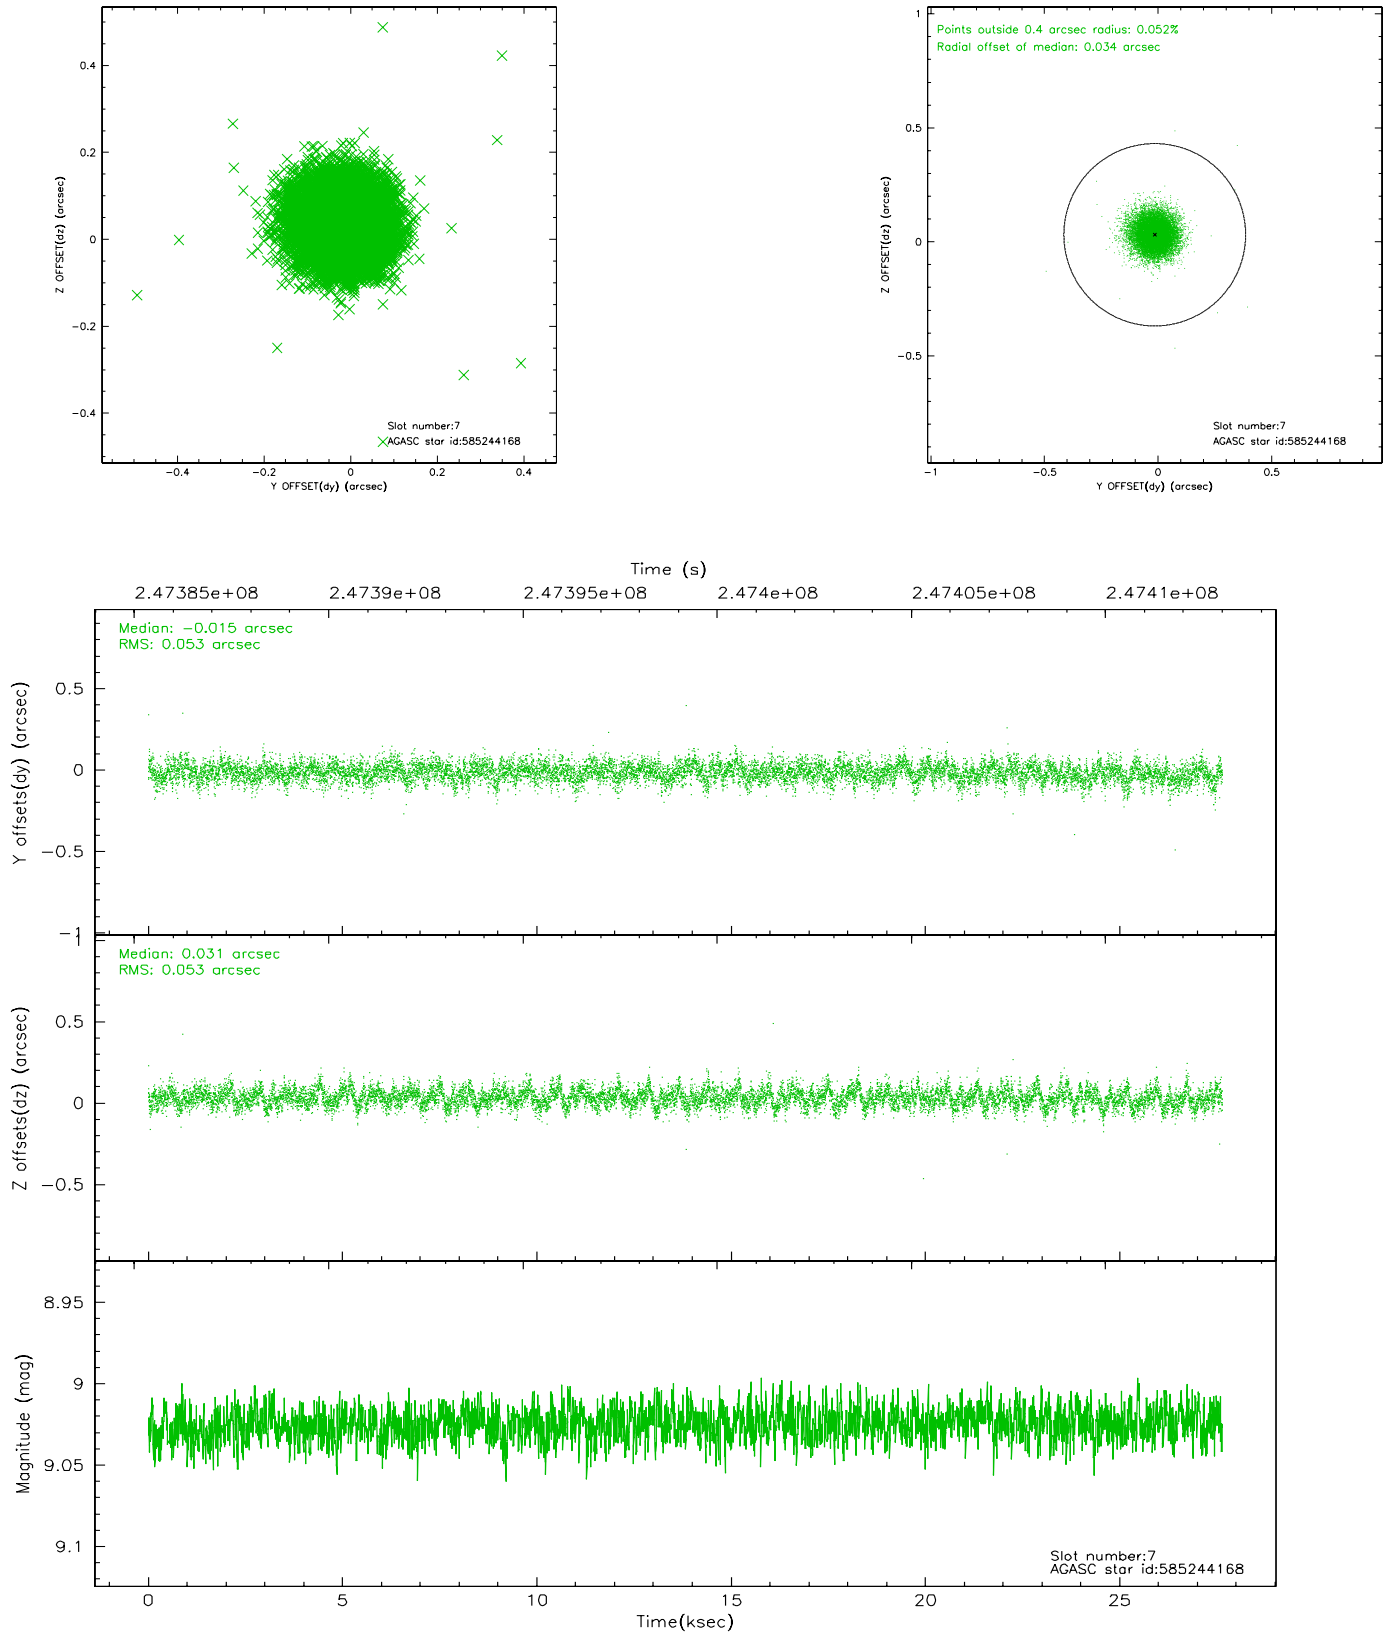 0.4
0.2
0
-0.2
-0.4
Z OFFSET(dz) (arcsec)
Slot number:7
AGASC star id:585244168
-0.4
-0.2
0
0.2
0.4
Y OFFSET(dy) (arcsec)
Points outside 0.4 arcsec radius: 0.052%
Radial offset of median: 0.034 arcsec
1
0.5
0
-0.5
Z OFFSET(dz) (arcsec)
Slot number:7
AGASC star id:585244168
-1
-0.5
0
0.5
Y OFFSET(dy) (arcsec)
Time (s)
2.47385e+08
2.4739e+08
2.47395e+08
2.474e+08
2.47405e+08
2.4741e+08
Median: -0.015 arcsec
RMS: 0.053 arcsec
0.5
0
-0.5
-1
Y offsets(dy) (arcsec)
Median: 0.031 arcsec
RMS: 0.053 arcsec
1
0.5
0
-0.5
Z offsets(dz) (arcsec)
8.95
9
9.05
9.1
Magnitude (mag)
Slot number:7
AGASC star id:585244168
0
5
10
15
20
25
Time(ksec)